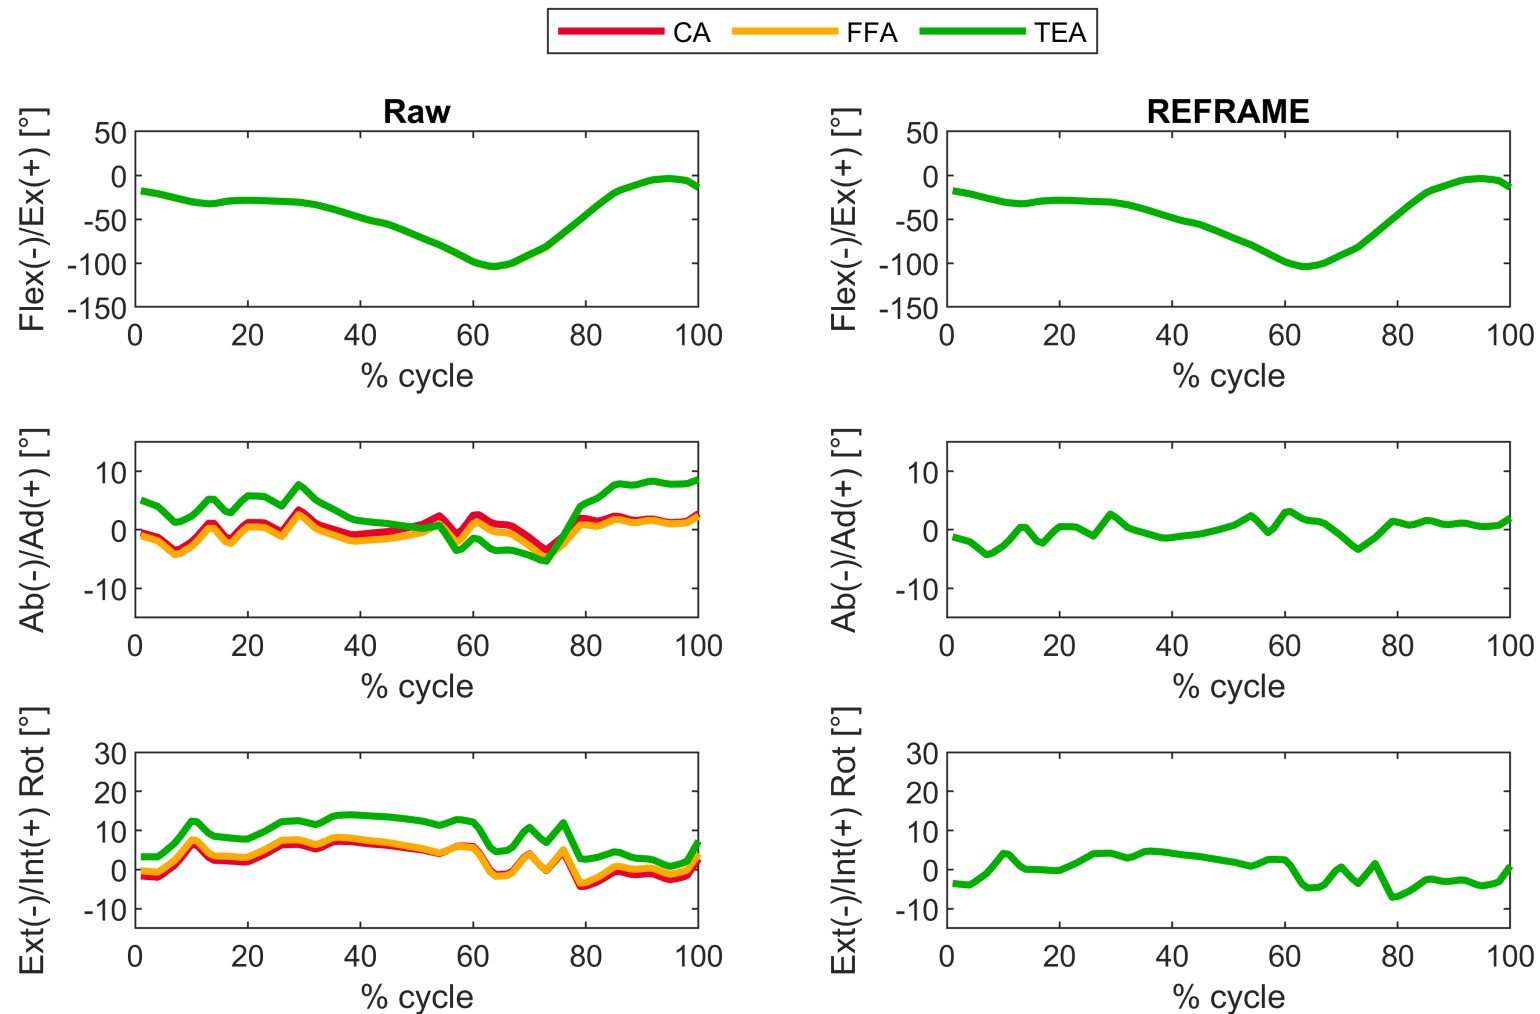 CA FFA TEA
Raw
Flex(-)/Ex(+) [°]
50
0
-50
-100
-150
0 20 40 60 80 100
% cycle
REFRAME
Flex(-)/Ex(+) [°]
50
0
-50
-100
-150
0 20 40 60 80 100
% cycle
Ab(-)/Ad(+) [°]
10
0
-10
0 20 40 60 80 100
% cycle
Ab(-)/Ad(+) [°]
10
0
-10
0 20 40 60 80 100
% cycle
Ext(-)/Int(+) Rot [°]
30
20
10
0
-10
0 20 40 60 80 100
% cycle
Ext(-)/Int(+) Rot [°]
30
20
10
0
-10
0 20 40 60 80 100
% cycle